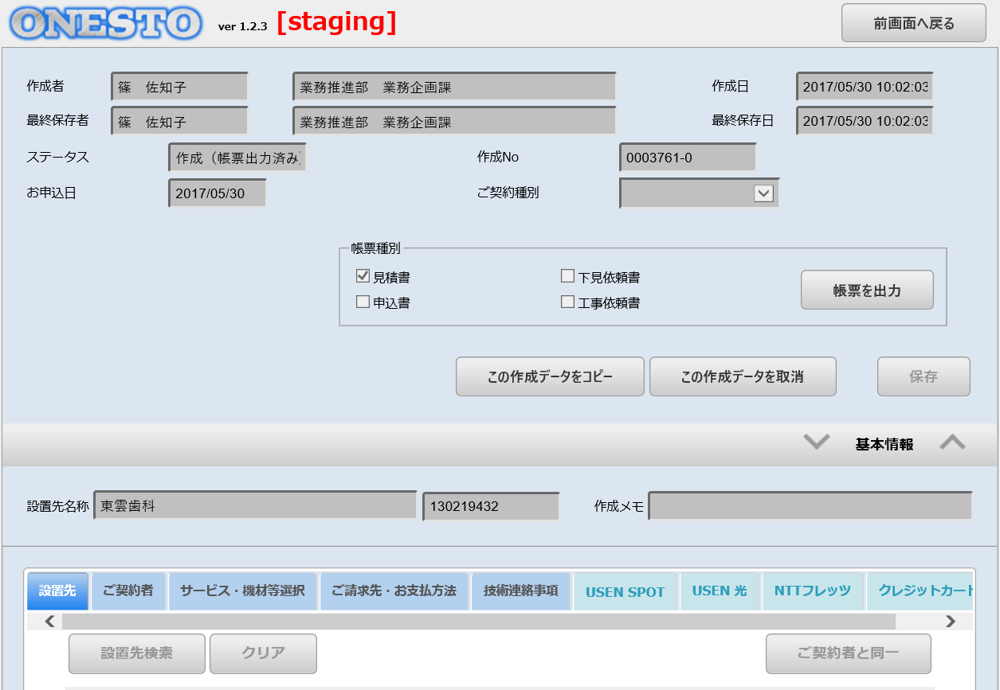 ONESTO ver 1.2.3 [staging] 前画面へ戻る
作成者 篠　佐知子 業務推進部　業務企画課 作成日 2017/05/30 10:02:03
最終保存者 篠　佐知子 業務推進部　業務企画課 最終保存日 2017/05/30 10:02:03
ステータス 作成（帳票出力済み） 作成No 0003761-0
お申込日 2017/05/30 ご契約種別
帳票種別
見積書 下見依頼書
帳票を出力
申込書 工事依頼書
この作成データをコピー この作成データを取消 保存
基本情報
設置先名称 東雲歯科 130219432 作成メモ
設置先 ご契約者 サービス・機材等選択 ご請求先・お支払方法 技術連絡事項 USEN SPOT USEN 光 NTTフレッツ クレジットカート
設置先検索 クリア ご契約者と同一